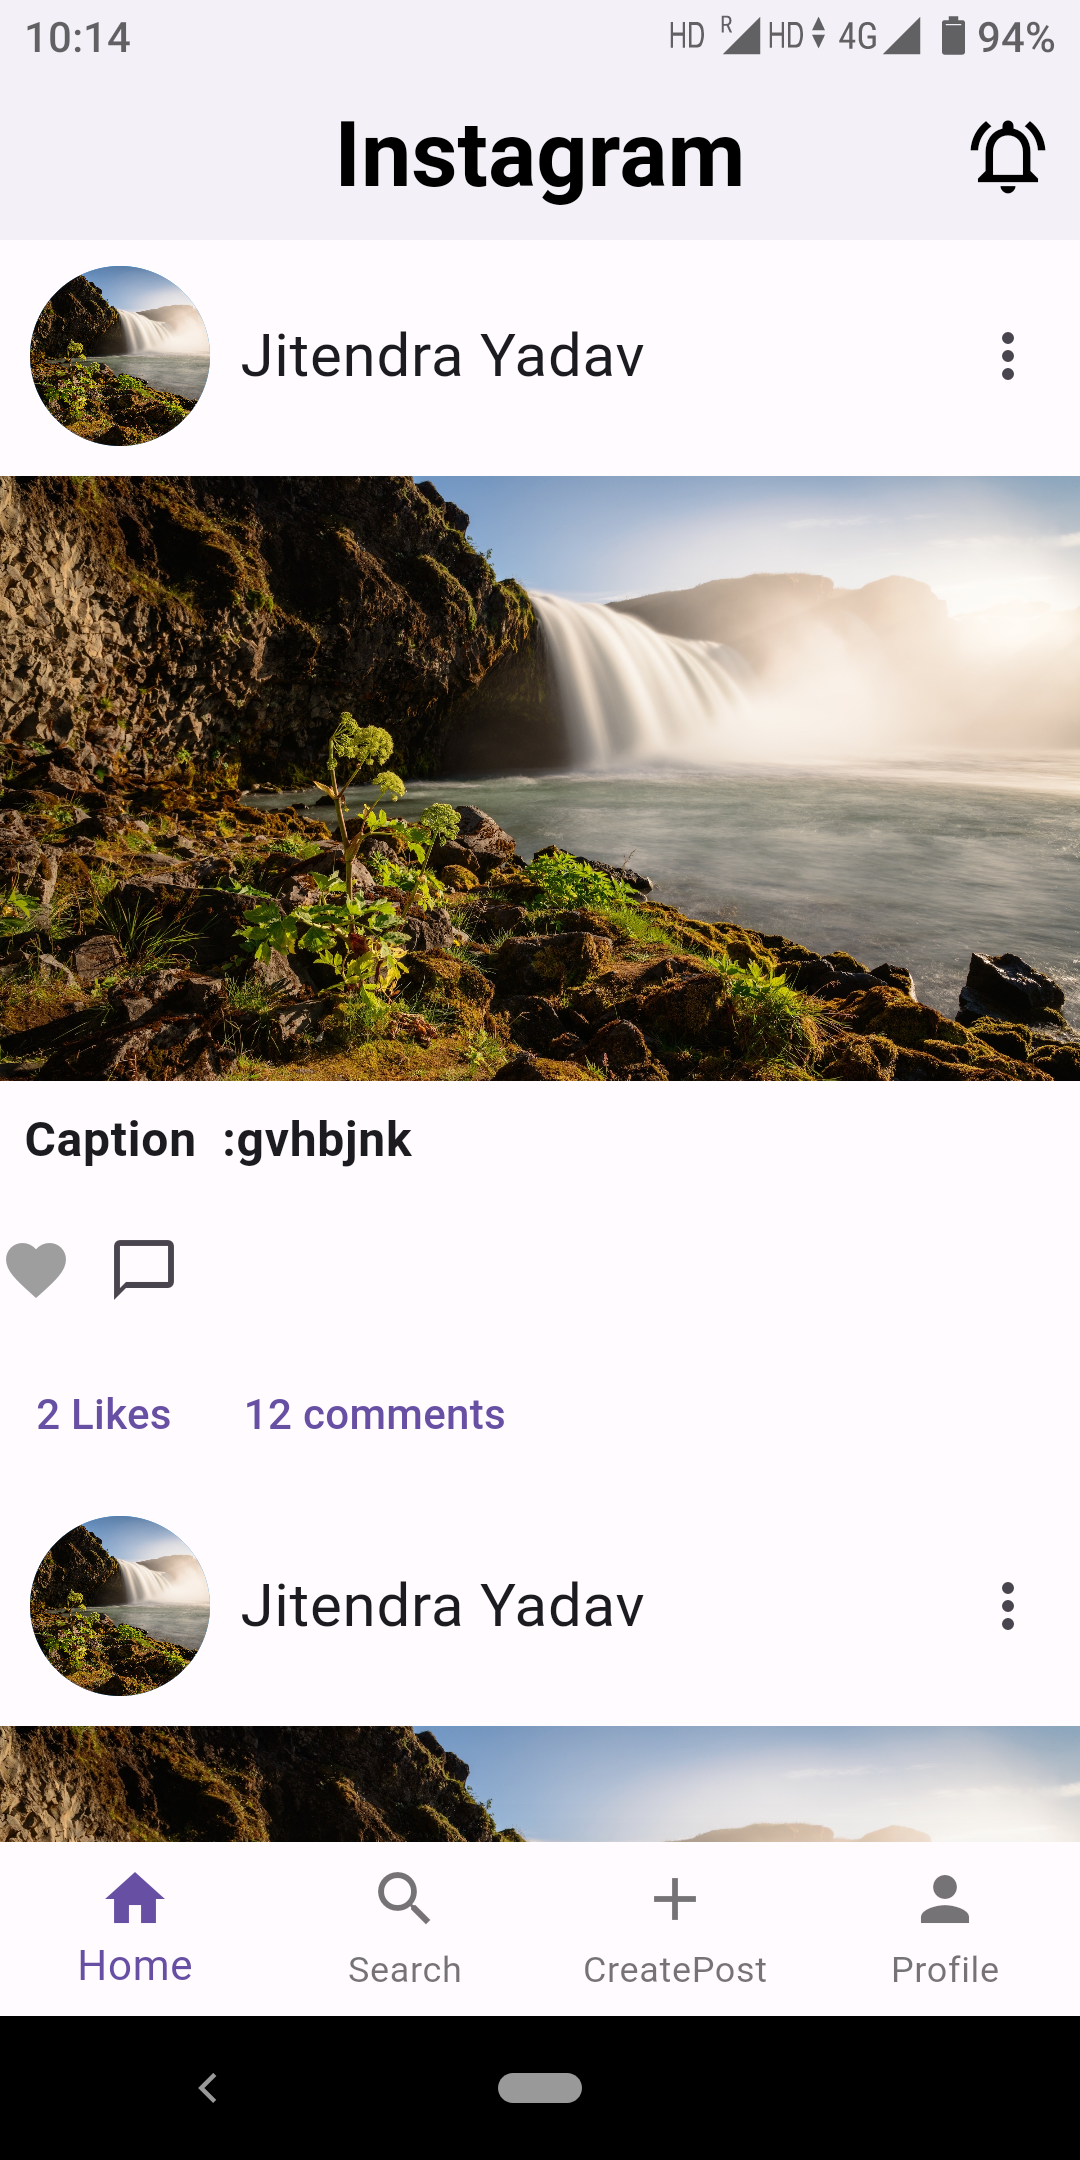 10:14 HD R HD 4G 94%
Instagram
Jitendra Yadav
Caption :gvhbjnk
2 Likes 12 comments
Jitendra Yadav
Home Search CreatePost Profile